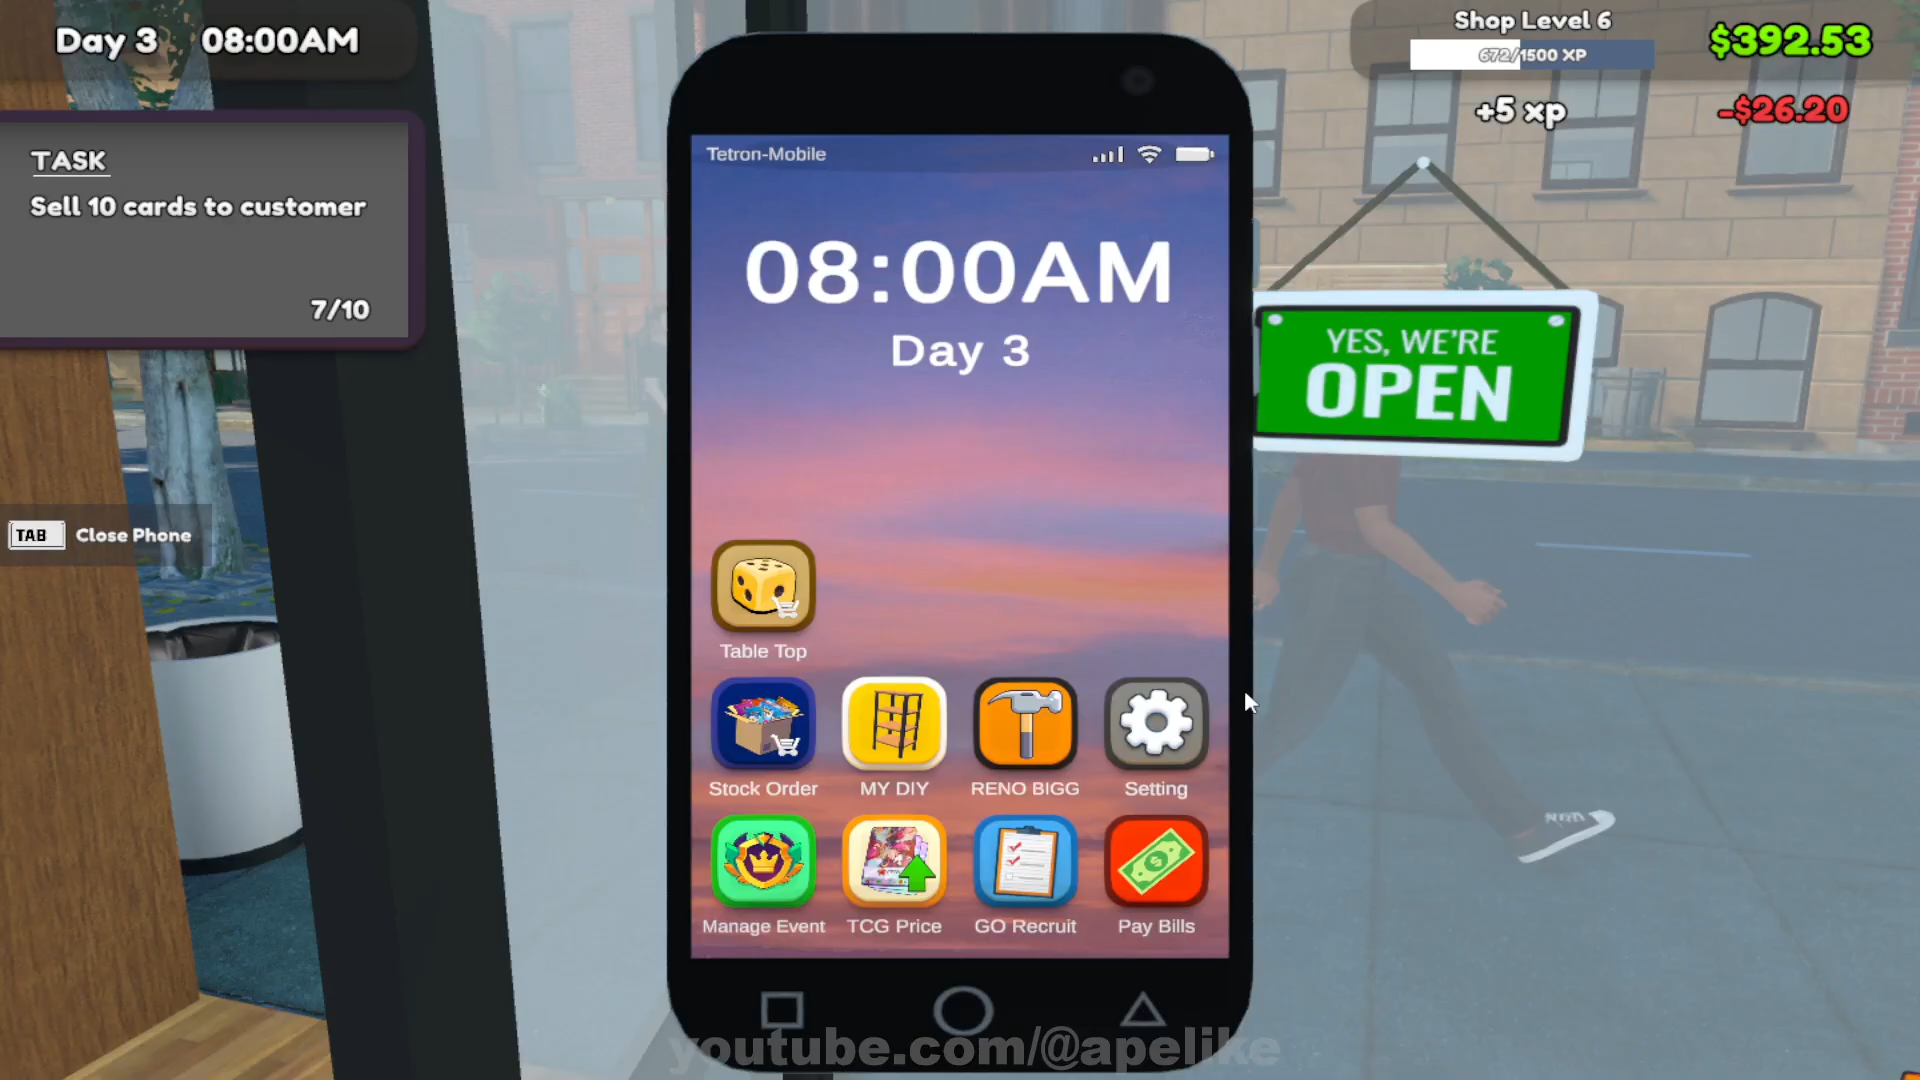 Day 3 08:00AM
Shop Level 6
672/1500 XP
$392.53
+5 xp
-$26.20
TASK
Sell 10 cards to customer
7/10
TAB Close Phone
Tetron-Mobile
08:00AM
Day 3
YES, WE'RE
OPEN
Table Top
Stock Order MY DIY RENO BIGG Setting
Manage Event TCG Price GO Recruit Pay Bills
youtube.com/@apelike